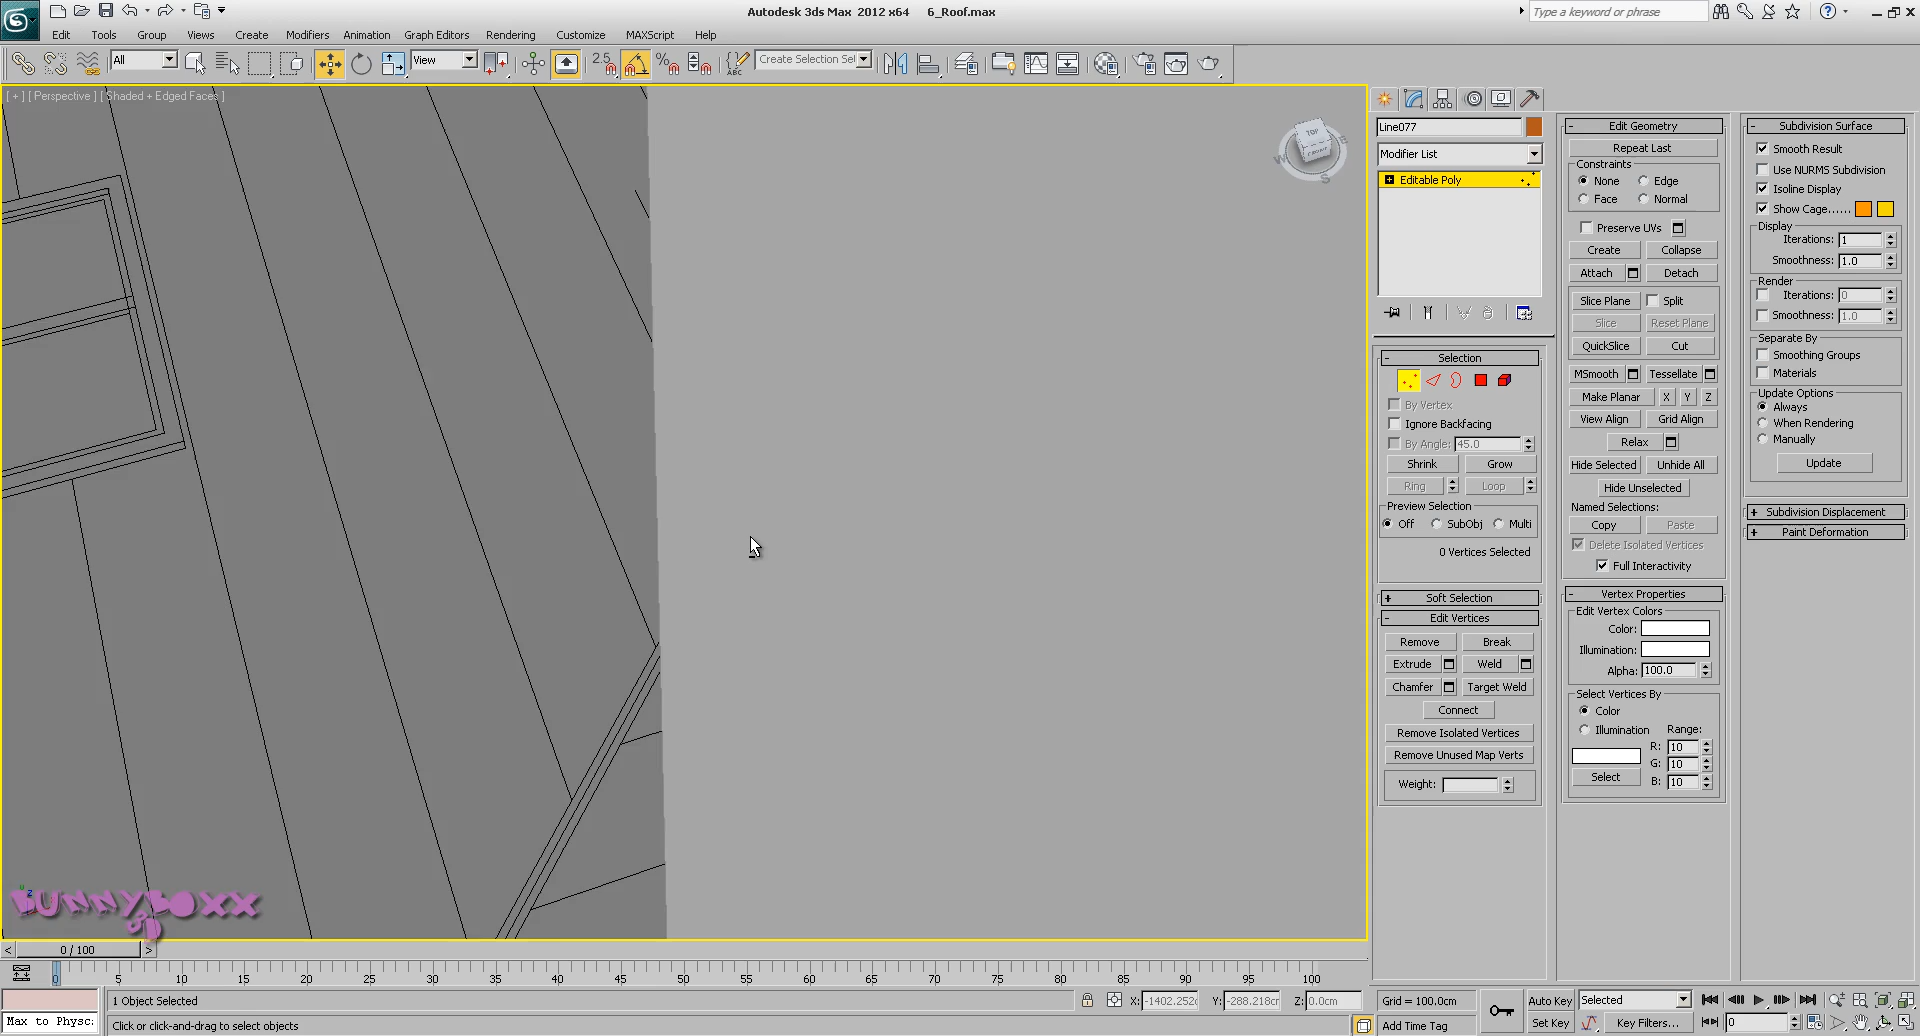 Autodesk 3ds Max 2012 x64 6_Roof.max
Type a keyword or phrase
Edit Tools Group Views Create Modifiers Animation Graph Editors Rendering Customize MAXScript Help
All View 2.5 Create Selection Sel
[ + ] [ Perspective ] [ Shaded + Edged Faces ]
TOP
FRONT
W
S
Line077
Modifier List
Editable Poly
Selection
By Vertex
Ignore Backfacing
By Angle: 45.0
Shrink Grow
Ring Loop
Preview Selection
Off SubObj Multi
0 Vertices Selected
Soft Selection
Edit Vertices
Remove Break
Extrude Weld
Chamfer Target Weld
Connect
Remove Isolated Vertices
Remove Unused Map Verts
Weight:
Edit Geometry
Repeat Last
Constraints
None Edge
Face Normal
Preserve UVs
Create Collapse
Attach Detach
Slice Plane Split
Slice Reset Plane
QuickSlice Cut
MSmooth Tessellate
Make Planar X Y Z
View Align Grid Align
Relax
Hide Selected Unhide All
Hide Unselected
Named Selections:
Copy Paste
Delete Isolated Vertices
Full Interactivity
Vertex Properties
Edit Vertex Colors
Color:
Illumination:
Alpha: 100.0
Select Vertices By
Color
Illumination Range:
R: 10
G: 10
Select B: 10
Subdivision Surface
Smooth Result
Use NURMS Subdivision
Isoline Display
Show Cage......
Display
Iterations: 1
Smoothness: 1.0
Render
Iterations: 0
Smoothness: 1.0
Separate By
Smoothing Groups
Materials
Update Options
Always
When Rendering
Manually
Update
Subdivision Displacement
Paint Deformation
BUNNYBOXX
3D
< 0 / 100 >
0 5 10 15 20 25 30 35 40 45 50 55 60 65 70 75 80 85 90 95 100
1 Object Selected X: -1402.252c Y: -288.218cr Z: 0.0cm Grid = 100.0cm Auto Key Selected
Max to Physc: Click or click-and-drag to select objects Add Time Tag Set Key Key Filters... 0